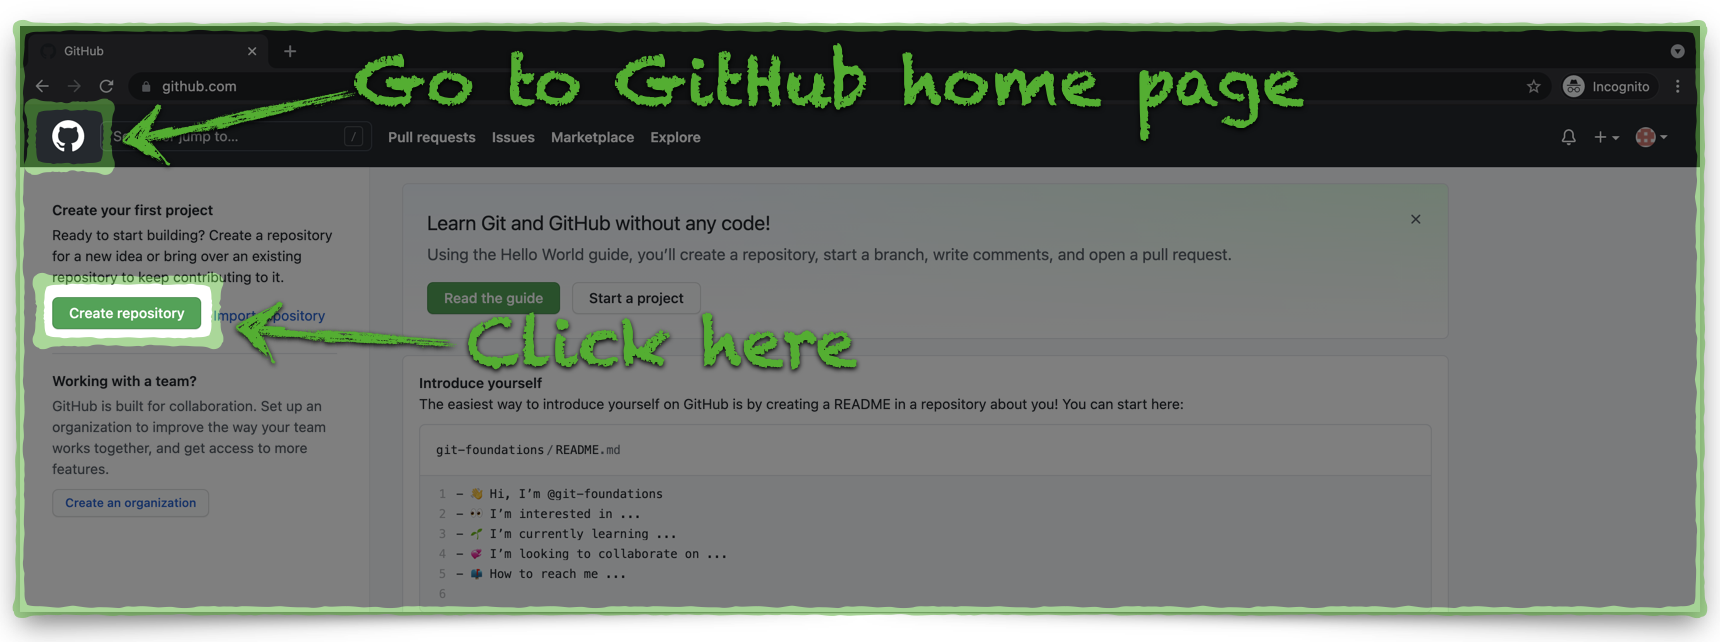 GitHub
github.com
Incognito
Go to GitHub home page
jump to...
/
Pull requests
Issues
Marketplace
Explore
Create your first project
Ready to start building? Create a repository
for a new idea or bring over an existing
repository to keep contributing to it.
Create repository
Import repository
Click here
Working with a team?
GitHub is built for collaboration. Set up an
organization to improve the way your team
works together, and get access to more
features.
Create an organization
Learn Git and GitHub without any code!
Using the Hello World guide, you’ll create a repository, start a branch, write comments, and open a pull request.
Read the guide
Start a project
Introduce yourself
The easiest way to introduce yourself on GitHub is by creating a README in a repository about you! You can start here:
git-foundations/README.md
1 - 👋 Hi, I’m @git-foundations
2 - 👀 I’m interested in ...
3 - 🌱 I’m currently learning ...
4 - 💞️ I’m looking to collaborate on ...
5 - 📫 How to reach me ...
6